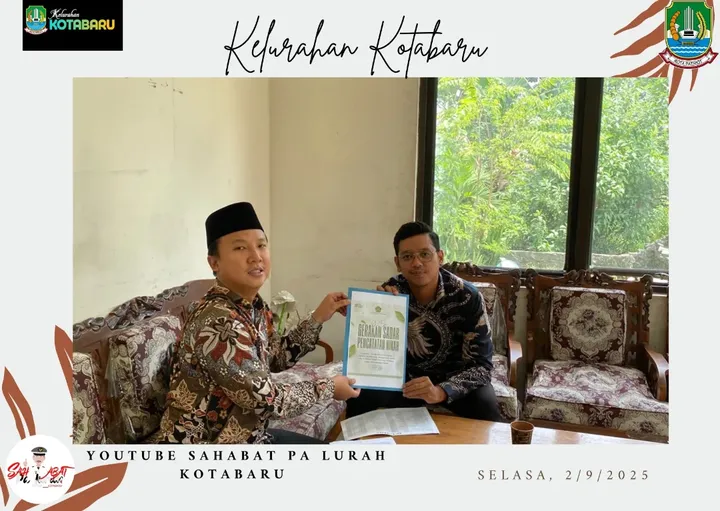 Kelurahan
KOTABARU
Kelurahan Kotabaru
GERAKAN SADAR
PENCATATAN NIKAH
YOUTUBE SAHABAT PA LURAH
KOTABARU
SELASA, 2/9/2025